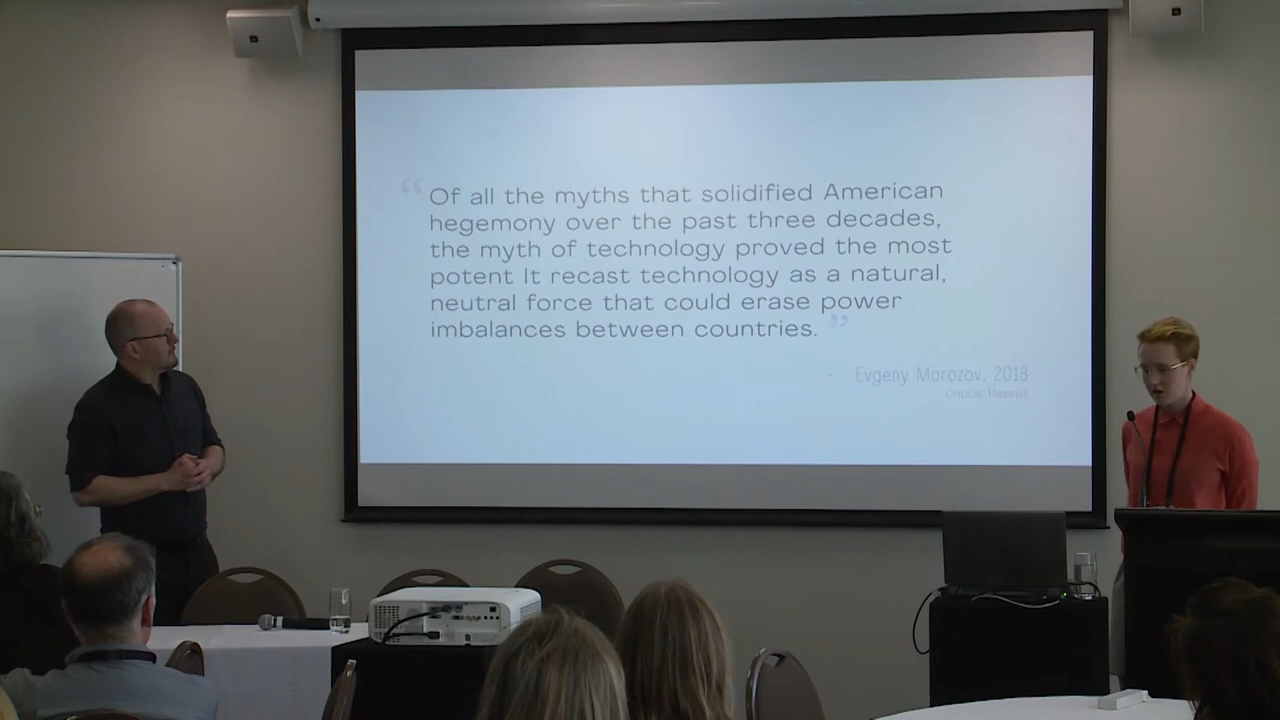 “ Of all the myths that solidified American
hegemony over the past three decades,
the myth of technology proved the most
potent It recast technology as a natural,
neutral force that could erase power
imbalances between countries. ”
- Evgeny Morozov, 2018
Critical Theorist